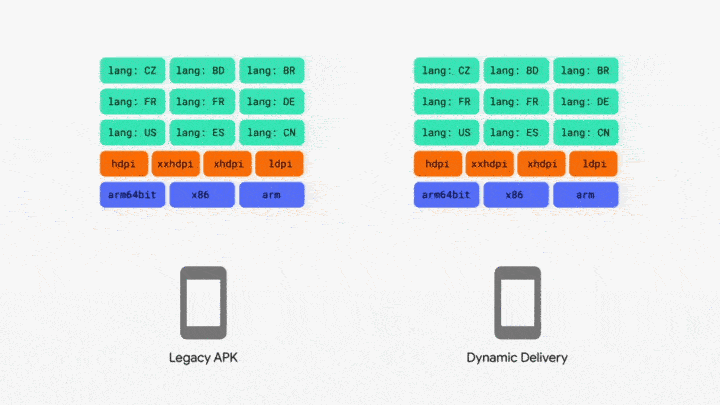 lang: CZ lang: BD lang: BR lang: CZ lang: BD lang: BR
lang: FR lang: FR lang: DE lang: FR lang: FR lang: DE
lang: US lang: ES lang: CN lang: US lang: ES lang: CN
hdpi xxhdpi xhdpi ldpi hdpi xxhdpi xhdpi ldpi
arm64bit x86 arm arm64bit x86 arm
Legacy APK Dynamic Delivery